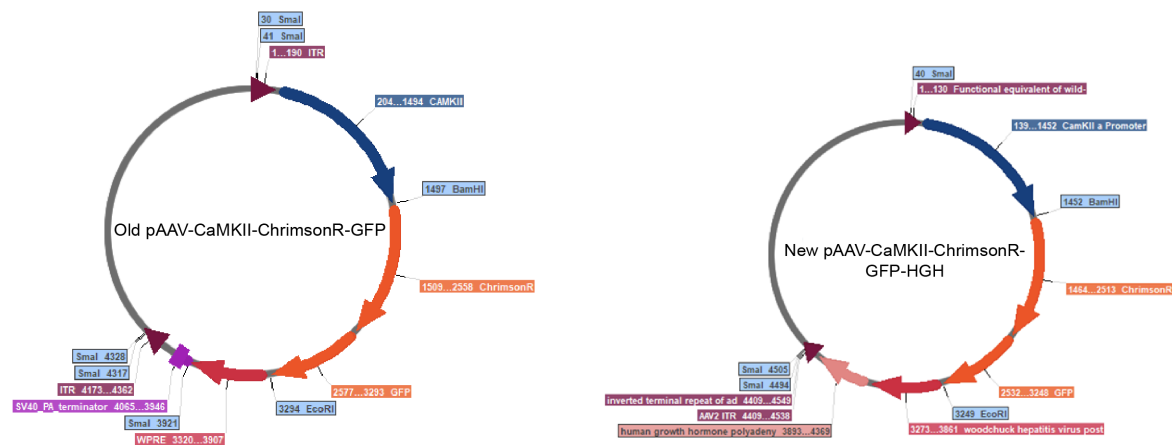 30 SmaI
41 SmaI
1...190 ITR
204...1494 CAMKII
1497 BamHI
Old pAAV-CaMKII-ChrimsonR-GFP
1509...2558 ChrimsonR
SmaI 4328
SmaI 4317
ITR 4173...4362
SV40_PA_terminator 4065...3946
SmaI 3921
WPRE 3320...3907
3294 EcoRI
2577...3293 GFP
40 SmaI
1...130 Functional equivalent of wild-
139...1452 CamKII a Promoter
1452 BamHI
New pAAV-CaMKII-ChrimsonR-
GFP-HGH
1464...2513 ChrimsonR
SmaI 4505
SmaI 4494
inverted terminal repeat of ad 4409...4549
AAV2 ITR 4409...4538
human growth hormone polyadeny 3893...4369
3249 EcoRI
2532...3248 GFP
3273...3861 woodchuck hepatitis virus post